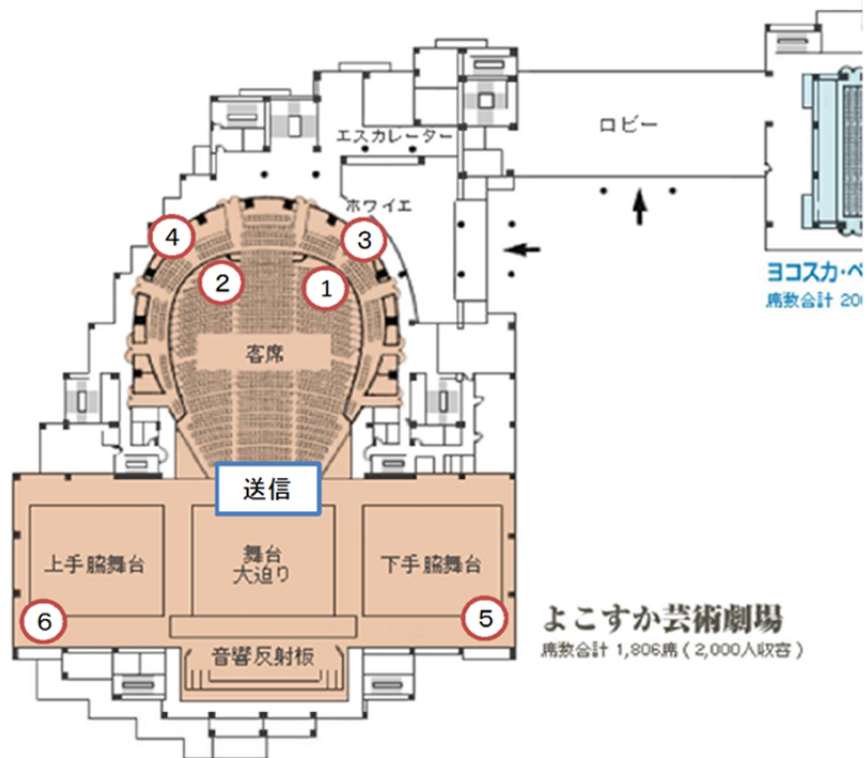 エスカレーター
ロビー
ホワイエ
④
③
②
①
ヨコスカ・ベ
席数合計 20
客席
送信
上手脇舞台
舞台
大迫り
下手脇舞台
⑥
⑤
音響反射板
よこすか芸術劇場
席数合計 1,806席(2,000人収容)